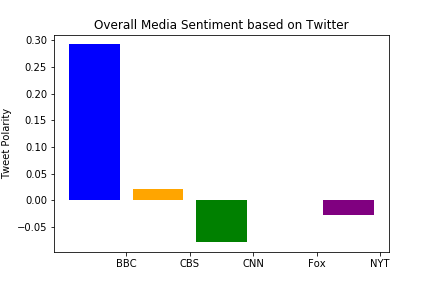 Overall Media Sentiment based on Twitter
Tweet Polarity
0.30
0.25
0.20
0.15
0.10
0.05
0.00
−0.05
BBC CBS CNN Fox NYT